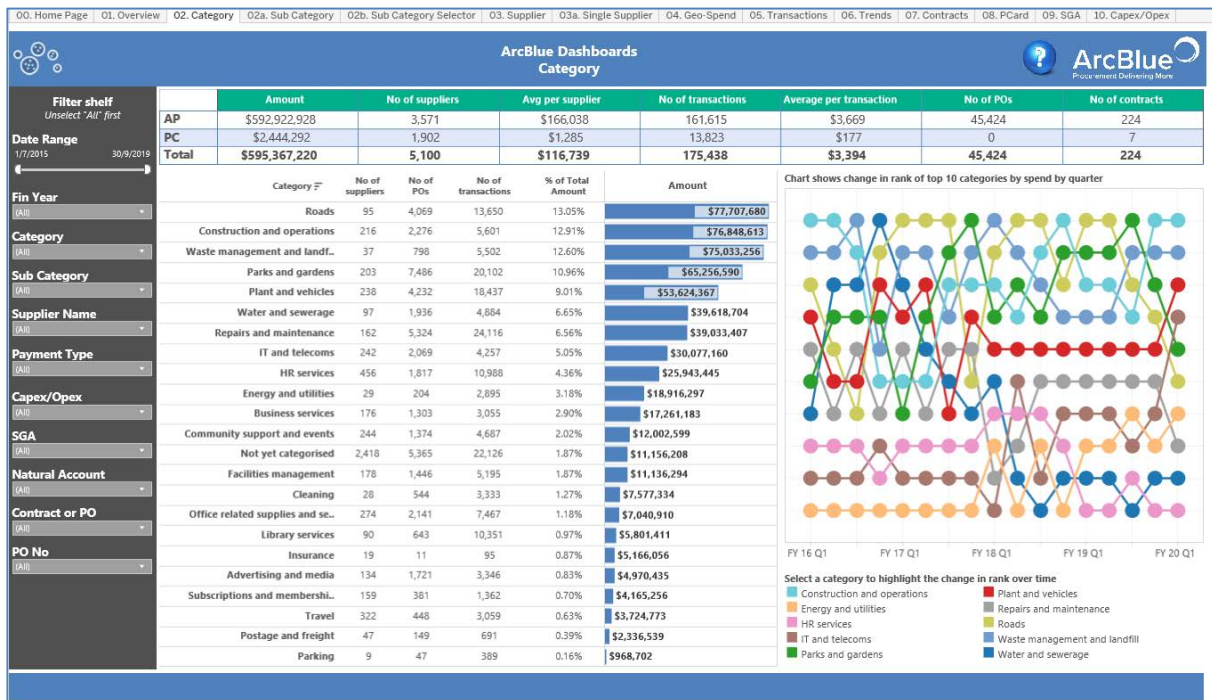 00. Home Page 01. Overview 02. Category 02a. Sub Category 02b. Sub Category Selector 03. Supplier 03a. Single Supplier 04. Geo-Spend 05. Transactions 06. Trends 07. Contracts 08. PCard 09. SGA 10. Capex/Opex
ArcBlue Dashboards
Category
?
ArcBlue
Procurement Delivering More
Filter shelf
Unselect "All" first
Date Range
1/7/2015 30/9/2019
Fin Year
(All)
Category
(All)
Sub Category
(All)
Supplier Name
(All)
Payment Type
(All)
Capex/Opex
(All)
SGA
(All)
Natural Account
(All)
Contract or PO
(All)
PO No
(All)
Amount No of suppliers Avg per supplier No of transactions Average per transaction No of POs No of contracts
AP $592,922,928 3,571 $166,038 161,615 $3,669 45,424 224
PC $2,444,292 1,902 $1,285 13,823 $177 0 7
Total $595,367,220 5,100 $116,739 175,438 $3,394 45,424 224
Category No of suppliers No of POs No of transactions % of Total Amount Amount
Roads 95 4,069 13,650 13.05% $77,707,680
Construction and operations 216 2,276 5,601 12.91% $76,848,613
Waste management and landf.. 37 798 5,502 12.60% $75,033,256
Parks and gardens 203 7,486 20,102 10.96% $65,256,590
Plant and vehicles 238 4,232 18,437 9.01% $53,624,367
Water and sewerage 97 1,936 4,884 6.65% $39,618,704
Repairs and maintenance 162 5,324 24,116 6.56% $39,033,407
IT and telecoms 242 2,069 4,257 5.05% $30,077,160
HR services 456 1,817 10,988 4.36% $25,943,445
Energy and utilities 29 204 2,895 3.18% $18,916,297
Business services 176 1,303 3,055 2.90% $17,261,183
Community support and events 244 1,374 4,687 2.02% $12,002,599
Not yet categorised 2,418 5,365 22,126 1.87% $11,156,208
Facilities management 178 1,446 5,195 1.87% $11,136,294
Cleaning 28 544 3,333 1.27% $7,577,334
Office related supplies and se.. 274 2,141 7,467 1.18% $7,040,910
Library services 90 643 10,351 0.97% $5,801,411
Insurance 19 11 95 0.87% $5,166,056
Advertising and media 134 1,721 3,346 0.83% $4,970,435
Subscriptions and membershi.. 159 381 1,362 0.70% $4,165,256
Travel 322 448 3,059 0.63% $3,724,773
Postage and freight 47 149 691 0.39% $2,336,539
Parking 9 47 389 0.16% $968,702
Chart shows change in rank of top 10 categories by spend by quarter
FY 16 Q1 FY 17 Q1 FY 18 Q1 FY 19 Q1 FY 20 Q1
Select a category to highlight the change in rank over time
Construction and operations Plant and vehicles
Energy and utilities Repairs and maintenance
HR services Roads
IT and telecoms Waste management and landfill
Parks and gardens Water and sewerage